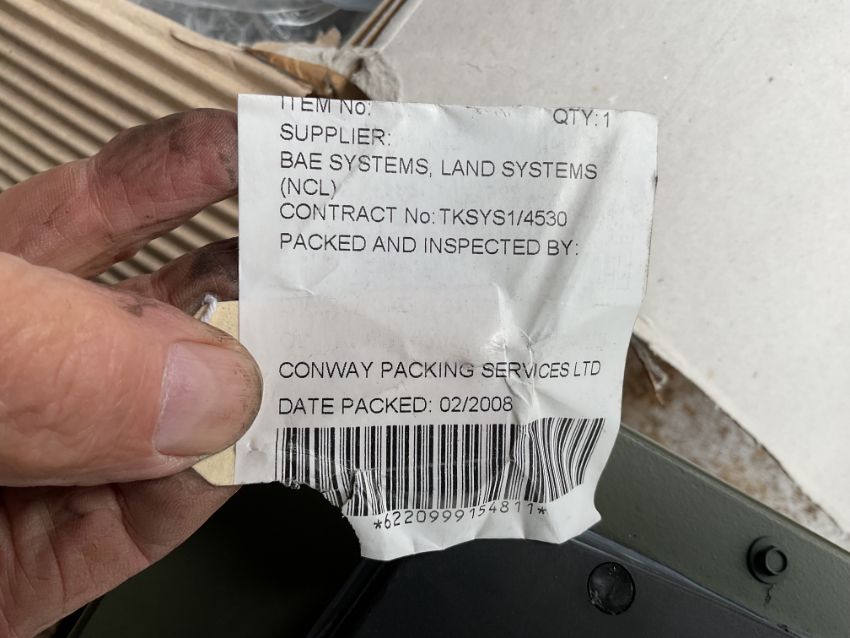 ITEM No: QTY:1
SUPPLIER:
BAE SYSTEMS, LAND SYSTEMS
(NCL)
CONTRACT No: TKSYS1/4530
PACKED AND INSPECTED BY:
CONWAY PACKING SERVICES LTD
DATE PACKED: 02/2008
*6220999154811*